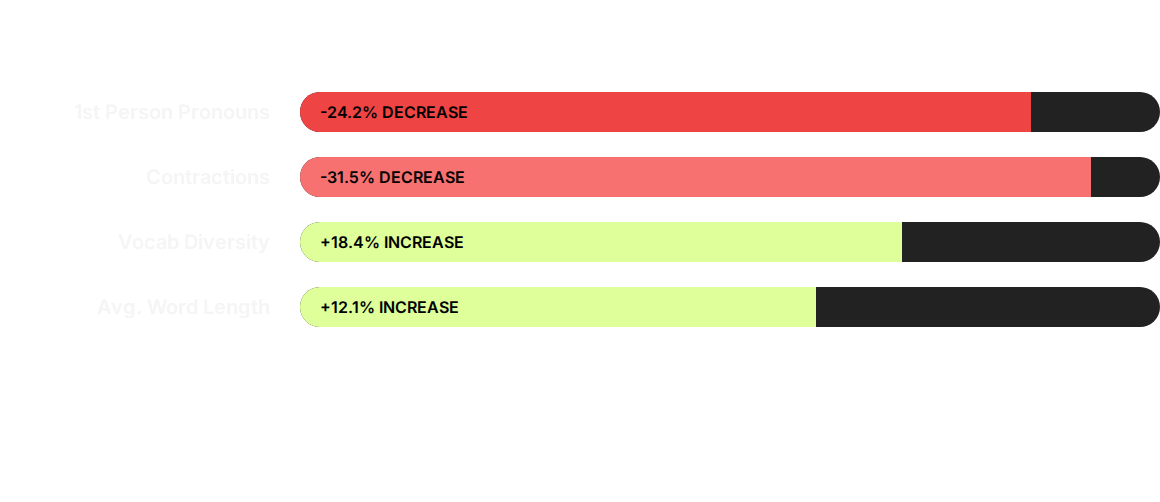 1st Person Pronouns
-24.2% DECREASE
Contractions
-31.5% DECREASE
Vocab Diversity
+18.4% INCREASE
Avg. Word Length
+12.1% INCREASE